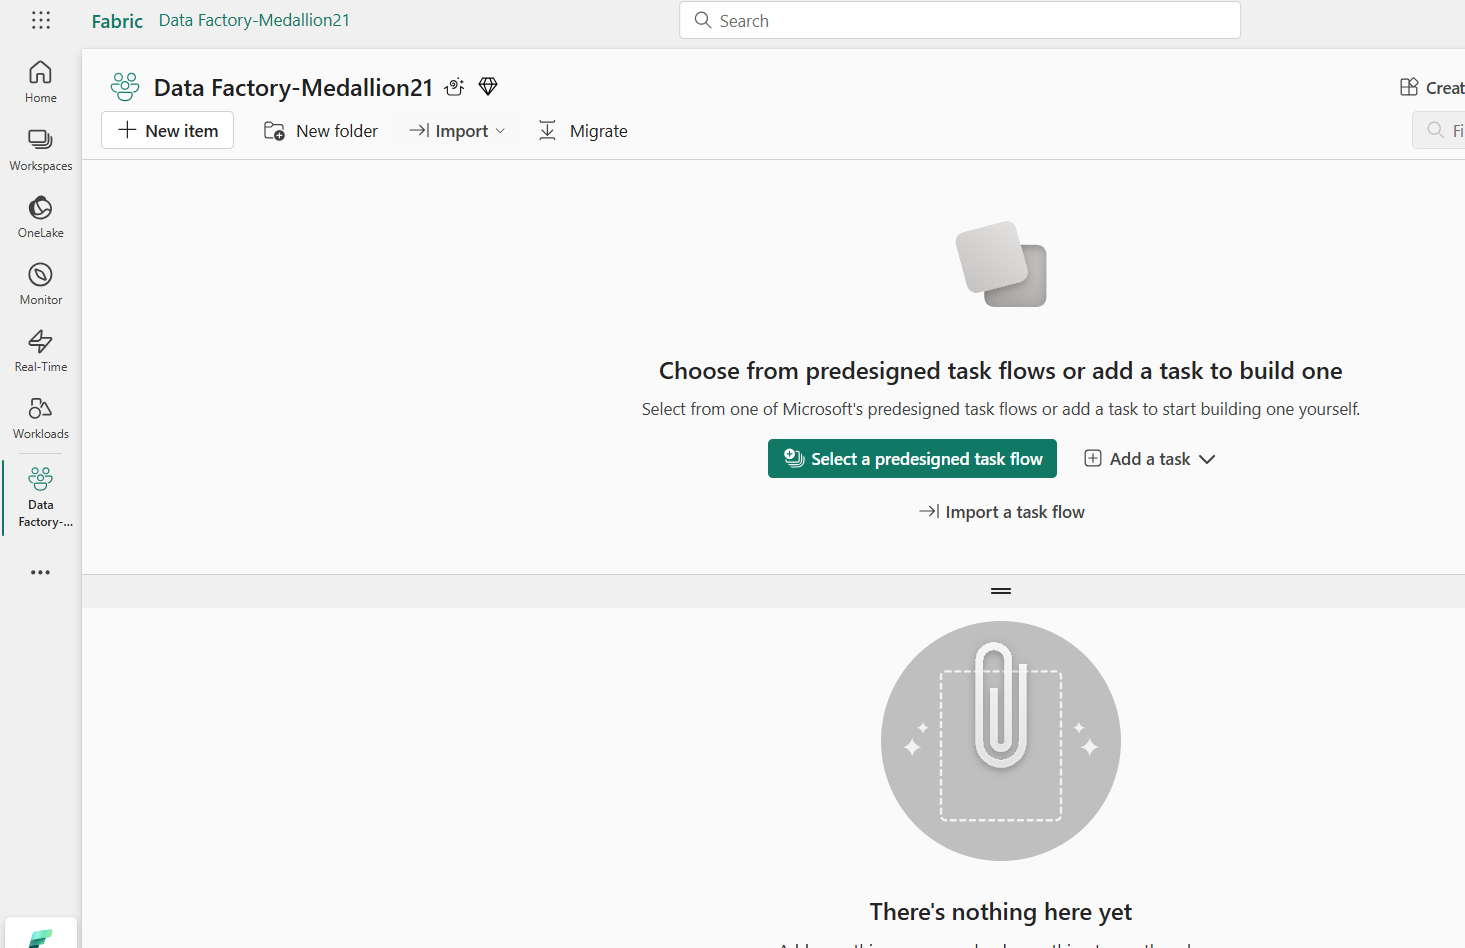 Fabric Data Factory-Medallion21
Search
Home
Workspaces
OneLake
Monitor
Real-Time
Workloads
Data
Factory-...
Data Factory-Medallion21
New item
New folder
Import
Migrate
Creat
Fi
Choose from predesigned task flows or add a task to build one
Select from one of Microsoft's predesigned task flows or add a task to start building one yourself.
Select a predesigned task flow
Add a task
Import a task flow
There's nothing here yet